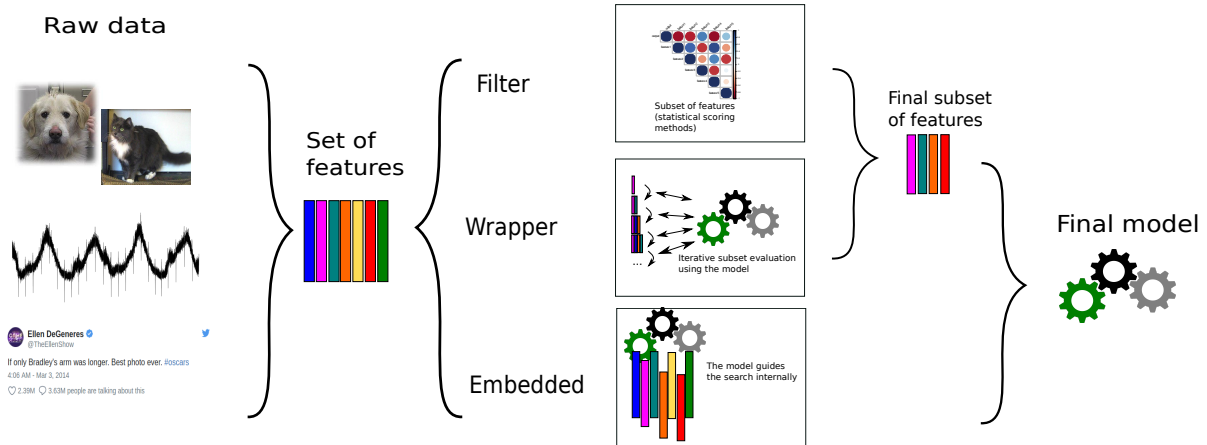 Raw data
Ellen DeGeneres
@TheEllenShow
If only Bradley's arm was longer. Best photo ever. #oscars
4:06 AM - Mar 3, 2014
2.39M 3.63M people are talking about this
Set of
features
Filter
Wrapper
Embedded
Subset of features
(statistical scoring
methods)
...
Iterative subset evaluation
using the model
The model guides
the search internally
Final subset
of features
Final model